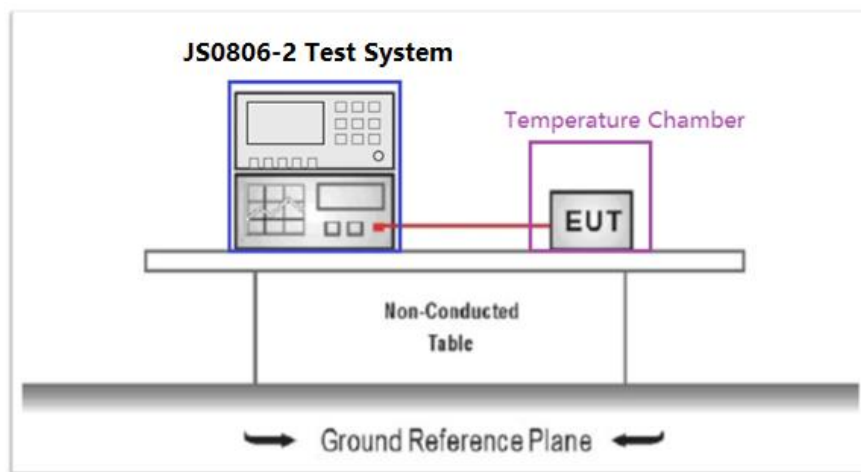 JS0806-2 Test System
Temperature Chamber
EUT
Non-Conducted
Table
Ground Reference Plane